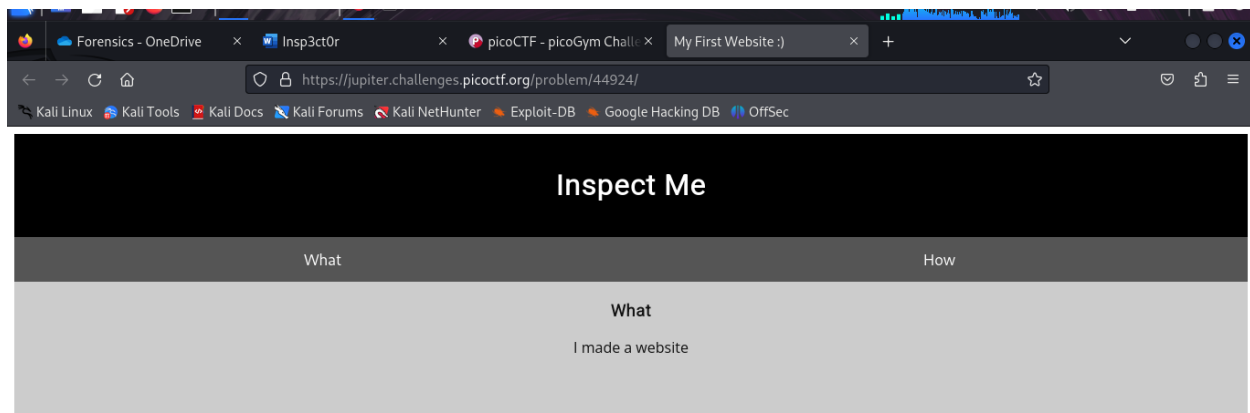 Forensics - OneDrive Insp3ct0r picoCTF - picoGym Challe My First Website :)
https://jupiter.challenges.picoctf.org/problem/44924/
Kali Linux Kali Tools Kali Docs Kali Forums Kali NetHunter Exploit-DB Google Hacking DB OffSec
Inspect Me
What How
What
I made a website